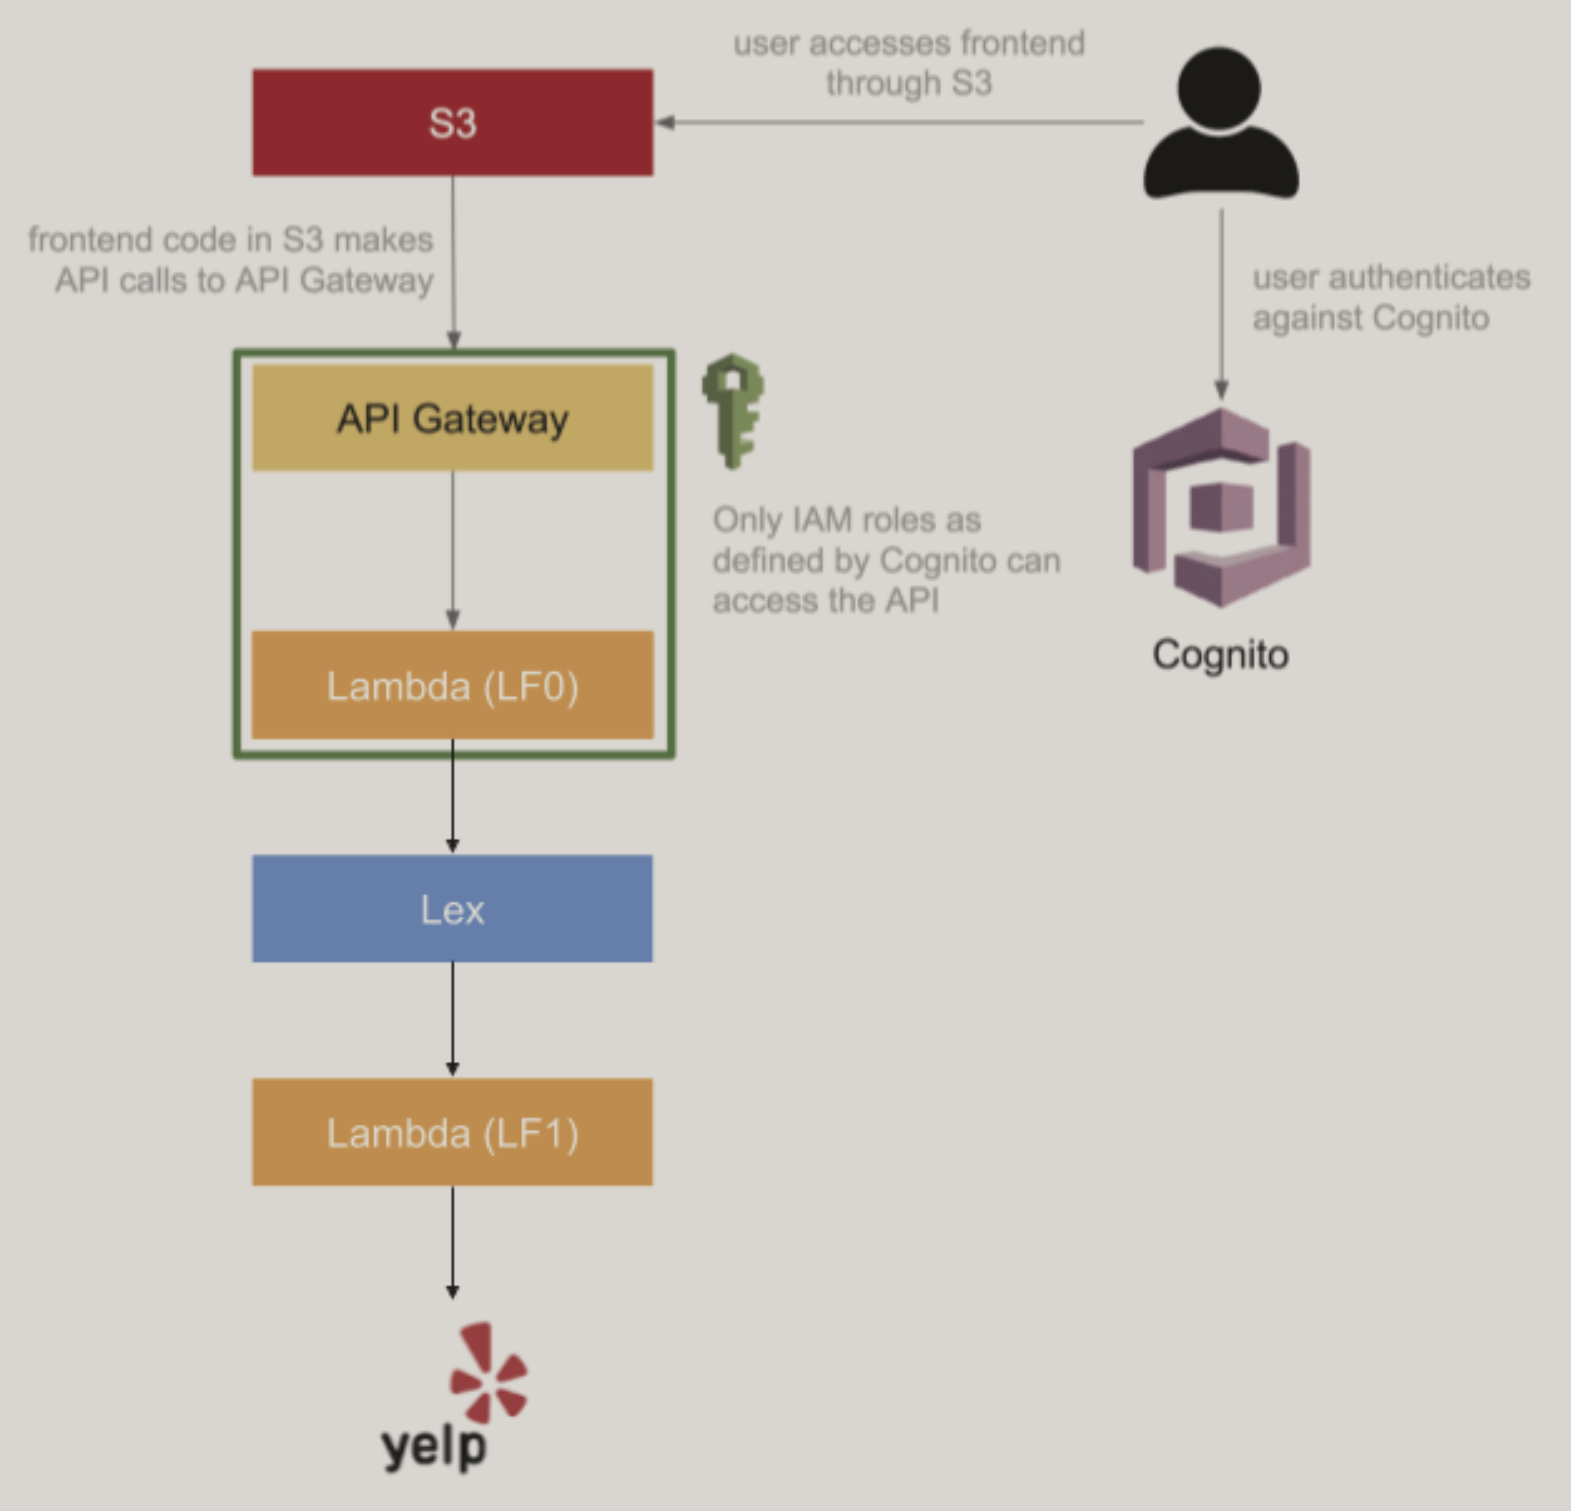 user accesses frontend
through S3
S3
frontend code in S3 makes
API calls to API Gateway
user authenticates
against Cognito
API Gateway
Only IAM roles as
defined by Cognito can
access the API
Cognito
Lambda (LF0)
Lex
Lambda (LF1)
yelp